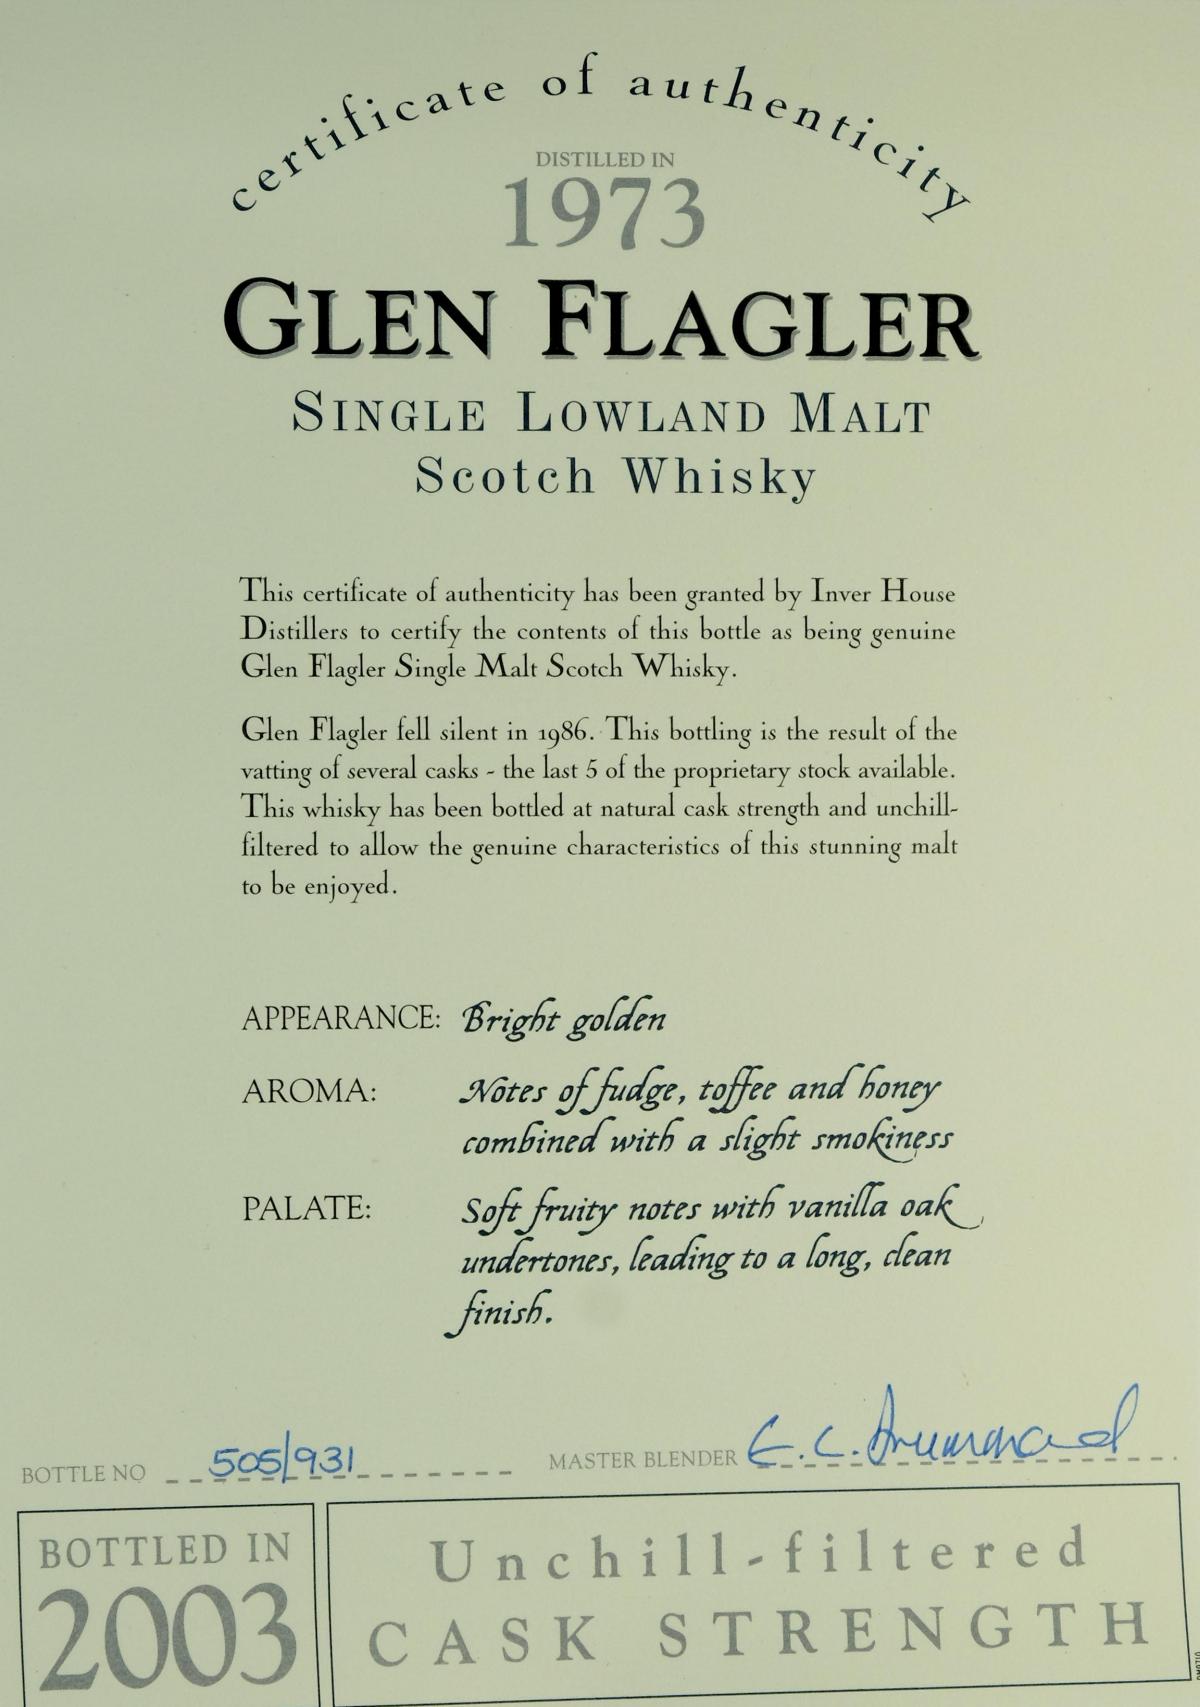 certificate of authenticity
DISTILLED IN
1973
GLEN FLAGLER
SINGLE LOWLAND MALT
Scotch Whisky
This certificate of authenticity has been granted by Inver House
Distillers to certify the contents of this bottle as being genuine
Glen Flagler Single Malt Scotch Whisky.
Glen Flagler fell silent in 1986. This bottling is the result of the
vatting of several casks - the last 5 of the proprietary stock available.
This whisky has been bottled at natural cask strength and unchill-
filtered to allow the genuine characteristics of this stunning malt
to be enjoyed.
APPEARANCE: Bright golden
AROMA: Notes of fudge, toffee and honey
combined with a slight smokiness
PALATE: Soft fruity notes with vanilla oak
undertones, leading to a long, clean
finish.
BOTTLE NO 505/931 MASTER BLENDER E. C. Drummond
BOTTLED IN
2003
Unchill-filtered
CASK STRENGTH